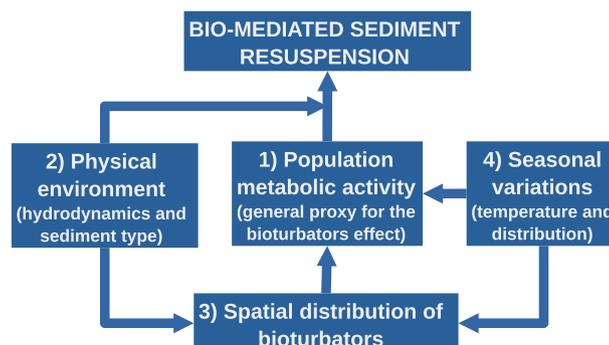 BIO-MEDIATED SEDIMENT
RESUSPENSION
2) Physical
environment
(hydrodynamics and
sediment type)
1) Population
metabolic activity
(general proxy for the
bioturbators effect)
4) Seasonal
variations
(temperature and
distribution)
3) Spatial distribution of
bioturbators